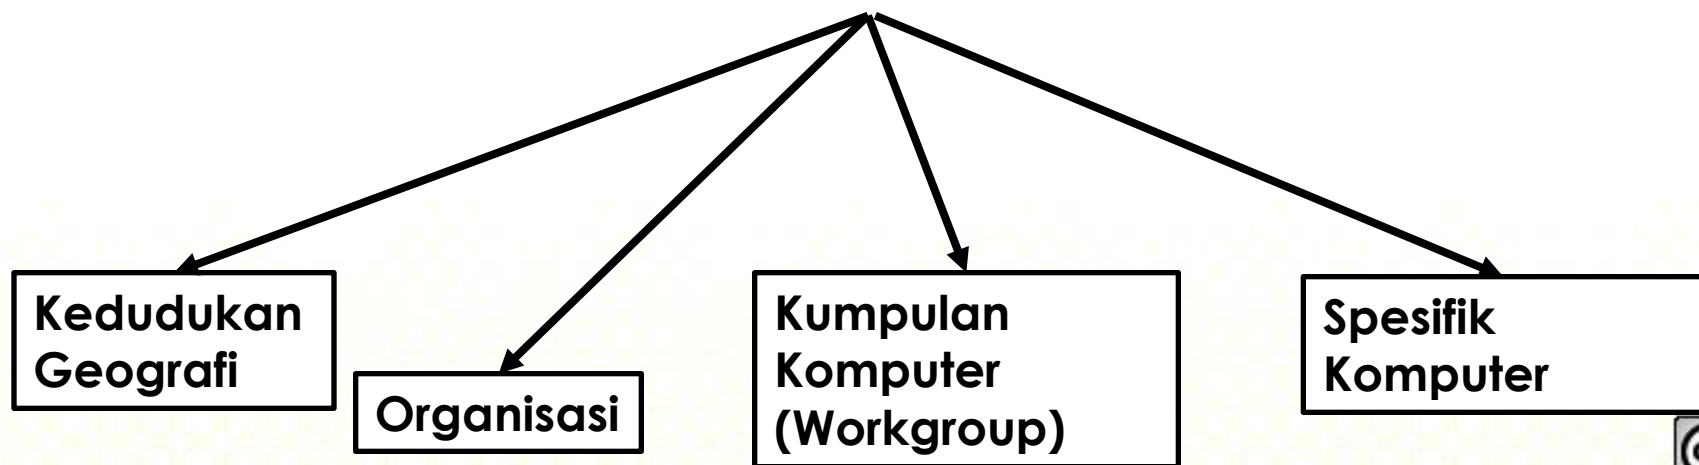 Kedudukan
Geografi
Organisasi
Kumpulan
Komputer
(Workgroup)
Spesifik
Komputer